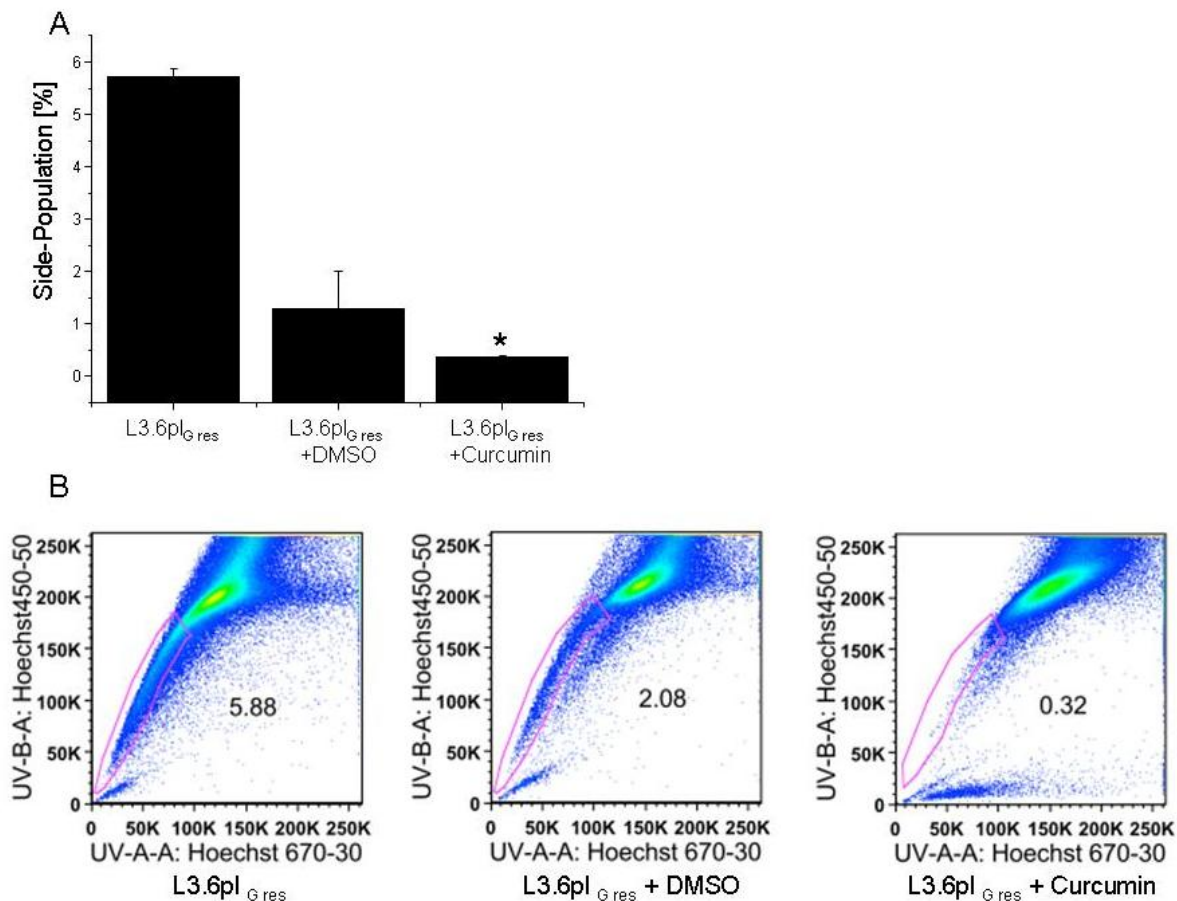 A
Side-Population [%]
6
5
4
3
2
1
0
*
L3.6pl G res
L3.6pl G res
+DMSO
L3.6pl G res
+Curcumin
B
UV-B-A: Hoechst450-50
250K
200K
150K
100K
50K
0
5.88
0 50K 100K 150K 200K 250K
UV-A-A: Hoechst 670-30
L3.6pl G res
UV-B-A: Hoechst450-50
250K
200K
150K
100K
50K
0
2.08
0 50K 100K 150K 200K 250K
UV-A-A: Hoechst 670-30
L3.6pl G res + DMSO
UV-B-A: Hoechst450-50
250K
200K
150K
100K
50K
0
0.32
0 50K 100K 150K 200K 250K
UV-A-A: Hoechst 670-30
L3.6pl G res + Curcumin